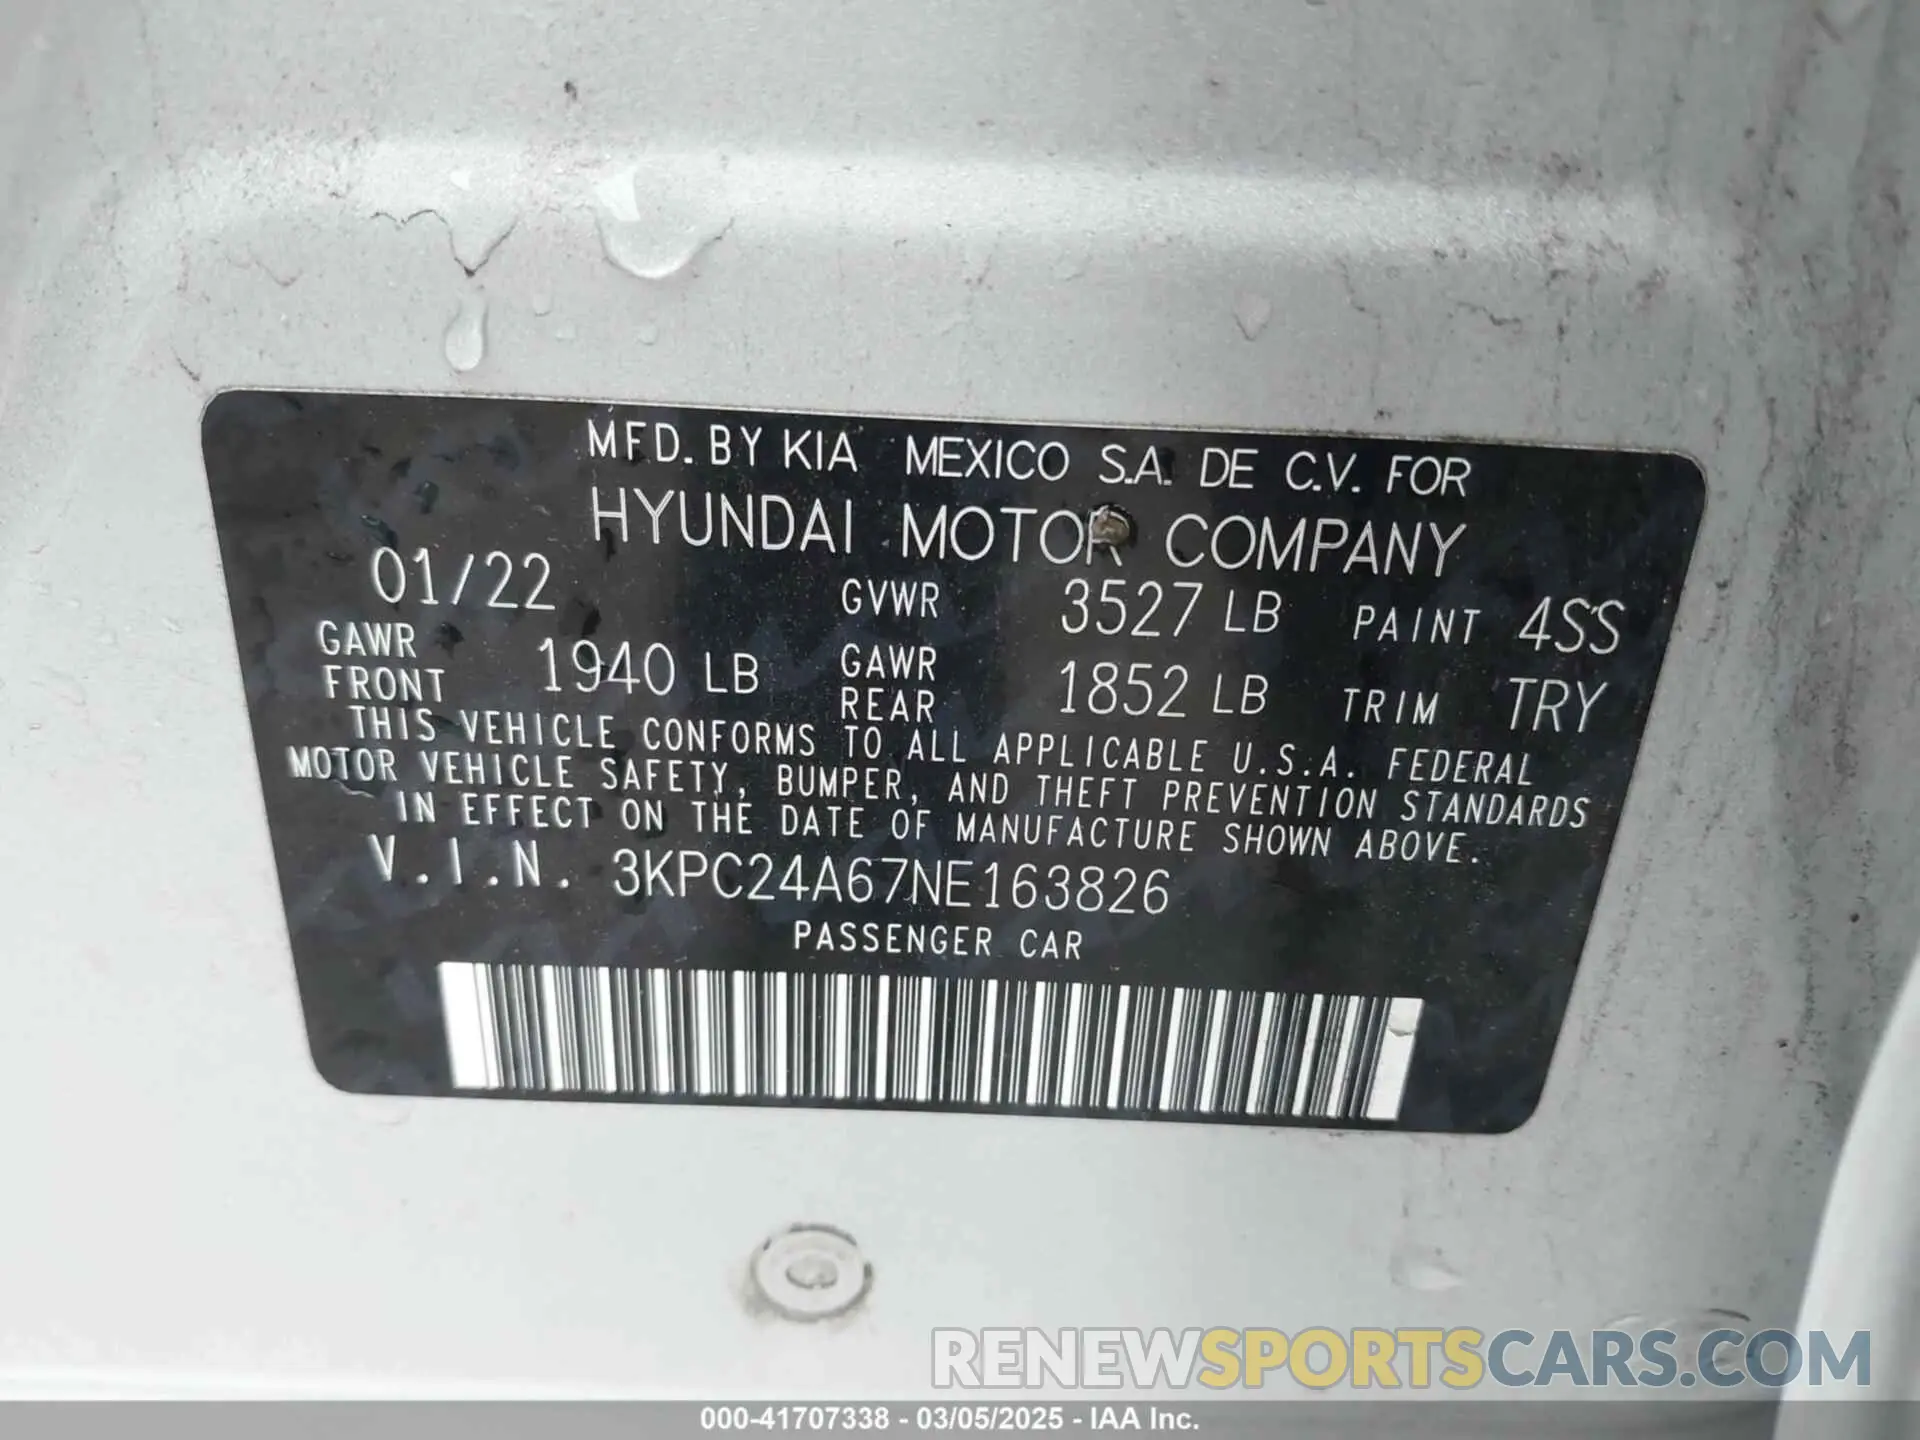 MFD. BY KIA MEXICO S.A. DE C.V. FOR
HYUNDAI MOTOR COMPANY
01/22 GVWR 3527 LB PAINT 4SS
GAWR FRONT 1940 LB GAWR REAR 1852 LB TRIM TRY
THIS VEHICLE CONFORMS TO ALL APPLICABLE U.S.A. FEDERAL
MOTOR VEHICLE SAFETY, BUMPER, AND THEFT PREVENTION STANDARDS
IN EFFECT ON THE DATE OF MANUFACTURE SHOWN ABOVE.
V.I.N. 3KPC24A67NE163826
PASSENGER CAR
RENEWSPORTSCARS.COM
000-41707338 - 03/05/2025 - IAA Inc.